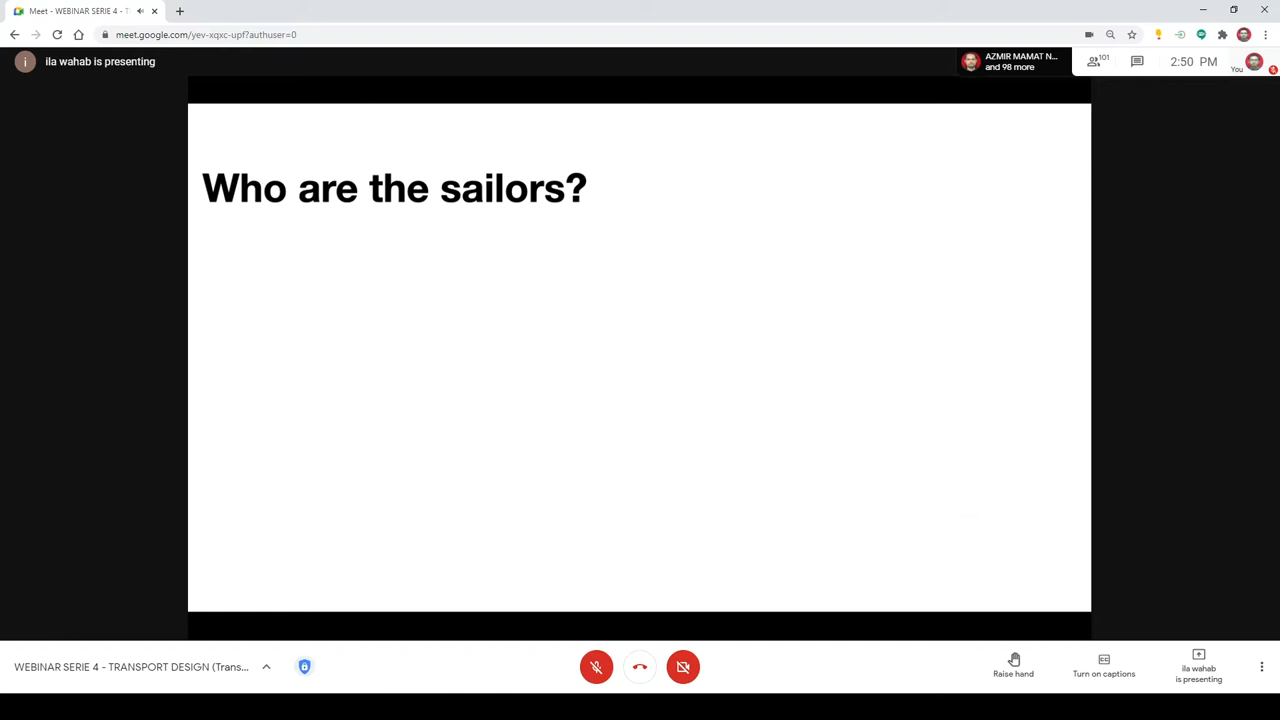 Meet - WEBINAR SERIE 4 - T
meet.google.com/yev-xqxc-upf?authuser=0
i
ila wahab is presenting
AZMIR MAMAT N...
and 98 more
101
2:50 PM
You
Who are the sailors?
WEBINAR SERIE 4 - TRANSPORT DESIGN (Trans...
Raise hand
CC
Turn on captions
ila wahab
is presenting